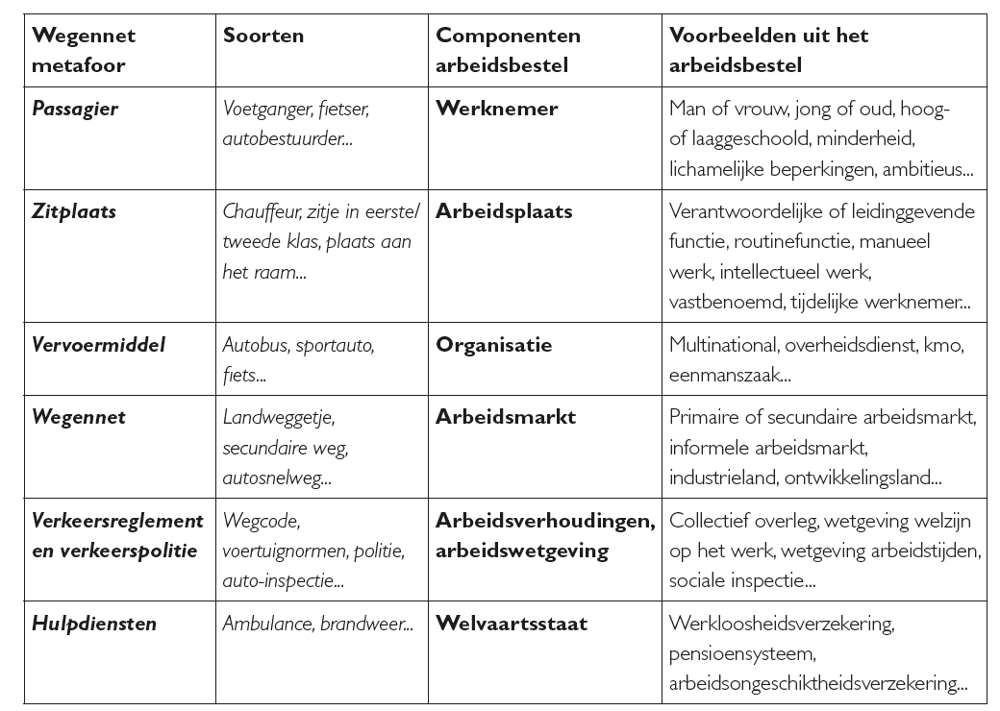 Wegennet metafoor
Soorten
Componenten arbeidsbestel
Voorbeelden uit het arbeidsbestel
Passagier
Voetganger, fietser,
autobestuurder...
Werknemer
Man of vrouw, jong of oud, hoog-
of laaggeschoold, minderheid,
lichamelijke beperkingen, ambitieus...
Zitplaats
Chauffeur, zitje in eerste/
tweede klas, plaats aan
het raam...
Arbeidsplaats
Verantwoordelijke of leidinggevende
functie, routinefunctie, manueel
werk, intellectueel werk,
vastbenoemd, tijdelijke werknemer...
Vervoermiddel
Autobus, sportauto,
fiets...
Organisatie
Multinational, overheidsdienst, kmo,
eenmanszaak...
Wegennet
Landweggetje,
secundaire weg,
autosnelweg...
Arbeidsmarkt
Primaire of secundaire arbeidsmarkt,
informele arbeidsmarkt,
industrieland, ontwikkelingsland...
Verkeersreglement
en verkeerspolitie
Wegcode,
voertuignormen, politie,
auto-inspectie...
Arbeidsverhoudingen,
arbeidswetgeving
Collectief overleg, wetgeving welzijn
op het werk, wetgeving arbeidstijden,
sociale inspectie...
Hulpdiensten
Ambulance, brandweer...
Welvaartsstaat
Werkloosheidsverzekering,
pensioensysteem,
arbeidsongeschiktheidsverzekering...